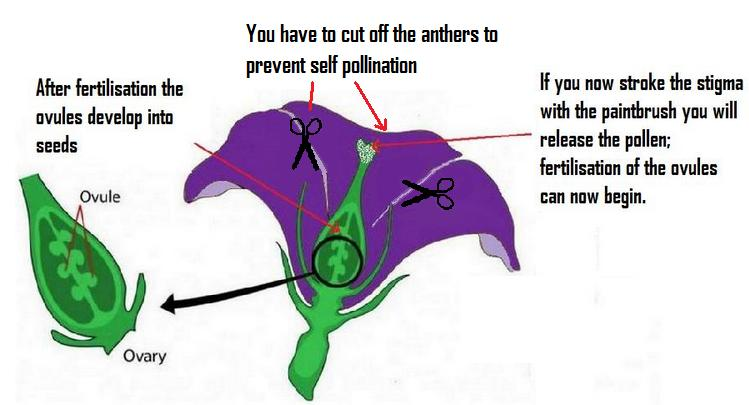 You have to cut off the anthers to
prevent self pollination
After fertilisation the
ovules develop into
seeds
If you now stroke the stigma
with the paintbrush you will
release the pollen;
fertilisation of the ovules
can now begin.
Ovule
Ovary